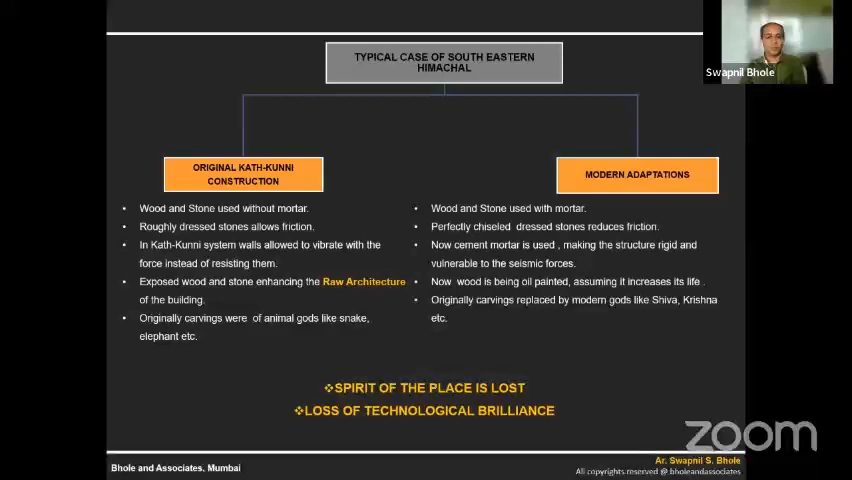 Swapnil Bhole
TYPICAL CASE OF SOUTH EASTERN
HIMACHAL
ORIGINAL KATH-KUNNI
CONSTRUCTION
• Wood and Stone used without mortar.
• Roughly dressed stones allows friction.
• In Kath-Kunni system walls allowed to vibrate with the
force instead of resisting them.
• Exposed wood and stone enhancing the Raw Architecture
of the building.
• Originally carvings were of animal gods like snake,
elephant etc.
MODERN ADAPTATIONS
• Wood and Stone used with mortar.
• Perfectly chiseled dressed stones reduces friction.
• Now cement mortar is used , making the structure rigid and
vulnerable to the seismic forces.
• Now wood is being oil painted, assuming it increases its life .
• Originally carvings replaced by modern gods like Shiva, Krishna
etc.
❖SPIRIT OF THE PLACE IS LOST
❖LOSS OF TECHNOLOGICAL BRILLIANCE
zoom
Bhole and Associates, Mumbai
Ar. Swapnil S. Bhole
All copyrights reserved @ bholeandassociates